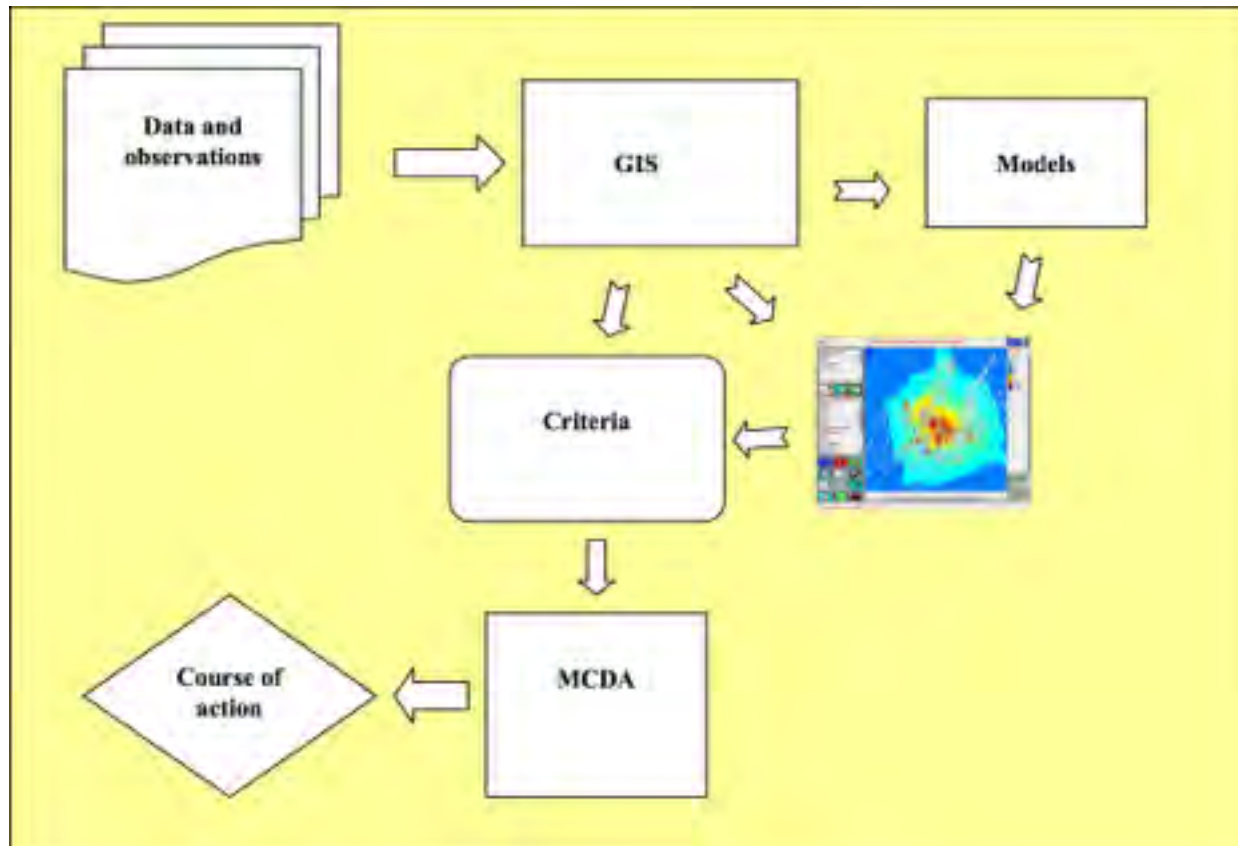 Data and
observations
GIS
Models
Criteria
MCDA
Course of
action